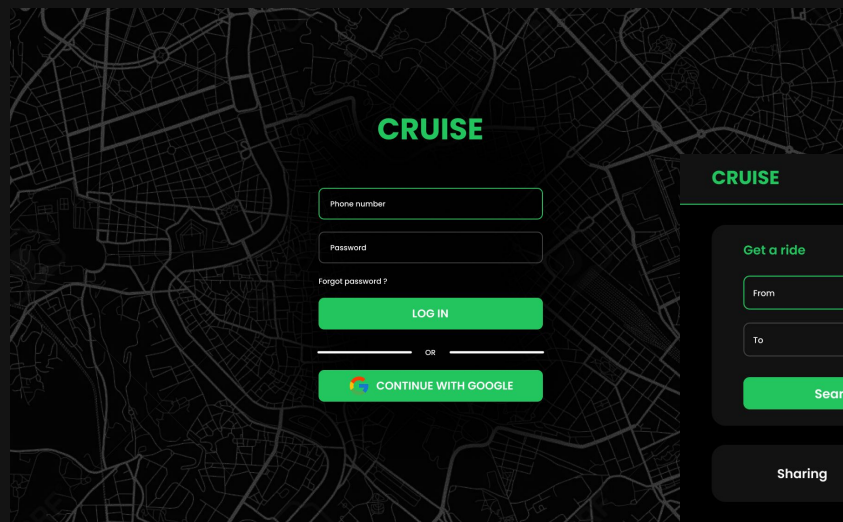 CRUISE
Phone number
Password
Forgot password ?
LOG IN
OR
CONTINUE WITH GOOGLE
CRUISE
Get a ride
From
To
Sharing